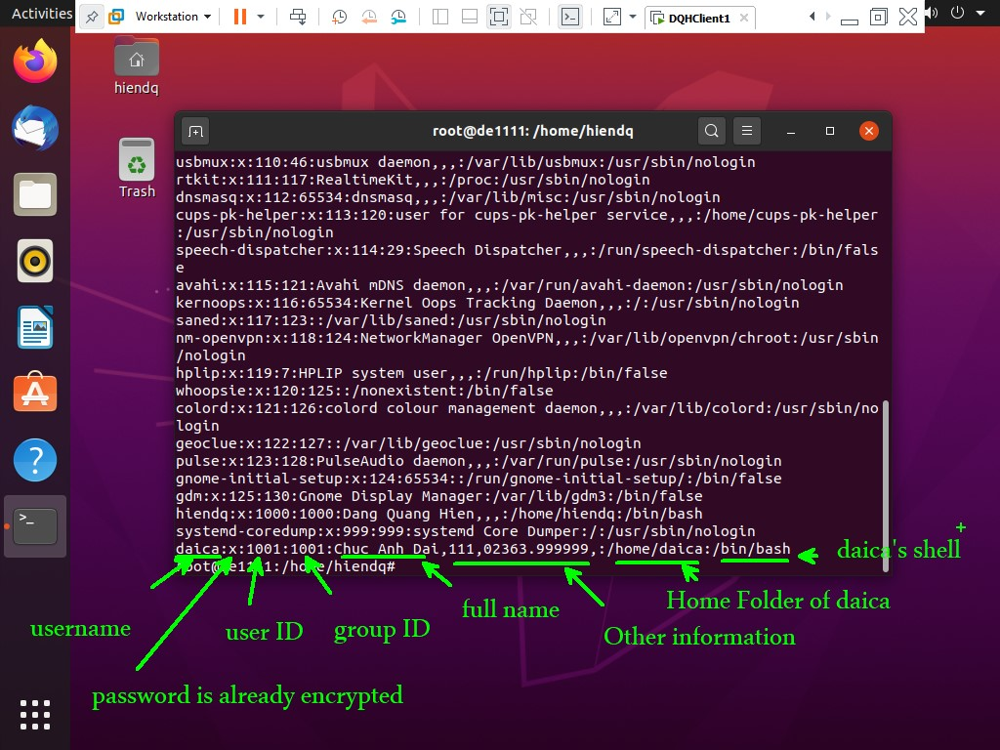 Activities
Workstation
DQHClient1
hiendq
Trash
root@de1111: /home/hiendq
usbmux:x:110:46:usbmux daemon,,,:/var/lib/usbmux:/usr/sbin/nologin
rtkit:x:111:117:RealtimeKit,,,:/proc:/usr/sbin/nologin
dnsmasq:x:112:65534:dnsmasq,,,:/var/lib/misc:/usr/sbin/nologin
cups-pk-helper:x:113:120:user for cups-pk-helper service,,,:/home/cups-pk-helper
:/usr/sbin/nologin
speech-dispatcher:x:114:29:Speech Dispatcher,,,:/run/speech-dispatcher:/bin/fals
e
avahi:x:115:121:Avahi mDNS daemon,,,:/var/run/avahi-daemon:/usr/sbin/nologin
kernoops:x:116:65534:Kernel Oops Tracking Daemon,,,:/:/usr/sbin/nologin
saned:x:117:123::/var/lib/saned:/usr/sbin/nologin
nm-openvpn:x:118:124:NetworkManager OpenVPN,,,:/var/lib/openvpn/chroot:/usr/sbin
/nologin
hplip:x:119:7:HPLIP system user,,,:/run/hplip:/bin/false
whoopsie:x:120:125::/nonexistent:/bin/false
colord:x:121:126:colord colour management daemon,,,:/var/lib/colord:/usr/sbin/no
login
geoclue:x:122:127::/var/lib/geoclue:/usr/sbin/nologin
pulse:x:123:128:PulseAudio daemon,,,:/var/run/pulse:/usr/sbin/nologin
gnome-initial-setup:x:124:65534::/run/gnome-initial-setup/:/bin/false
gdm:x:125:130:Gnome Display Manager:/var/lib/gdm3:/bin/false
hiendq:x:1000:1000:Dang Quang Hien,,,:/home/hiendq:/bin/bash
systemd-coredump:x:999:999:systemd Core Dumper:/:/usr/sbin/nologin
daica:x:1001:1001:Chuc Anh Dai,111,02363.999999,:/home/daica:/bin/bash
root@de1111:/home/hiendq#
daica's shell
username
user ID
group ID
full name
Home Folder of daica
Other information
password is already encrypted